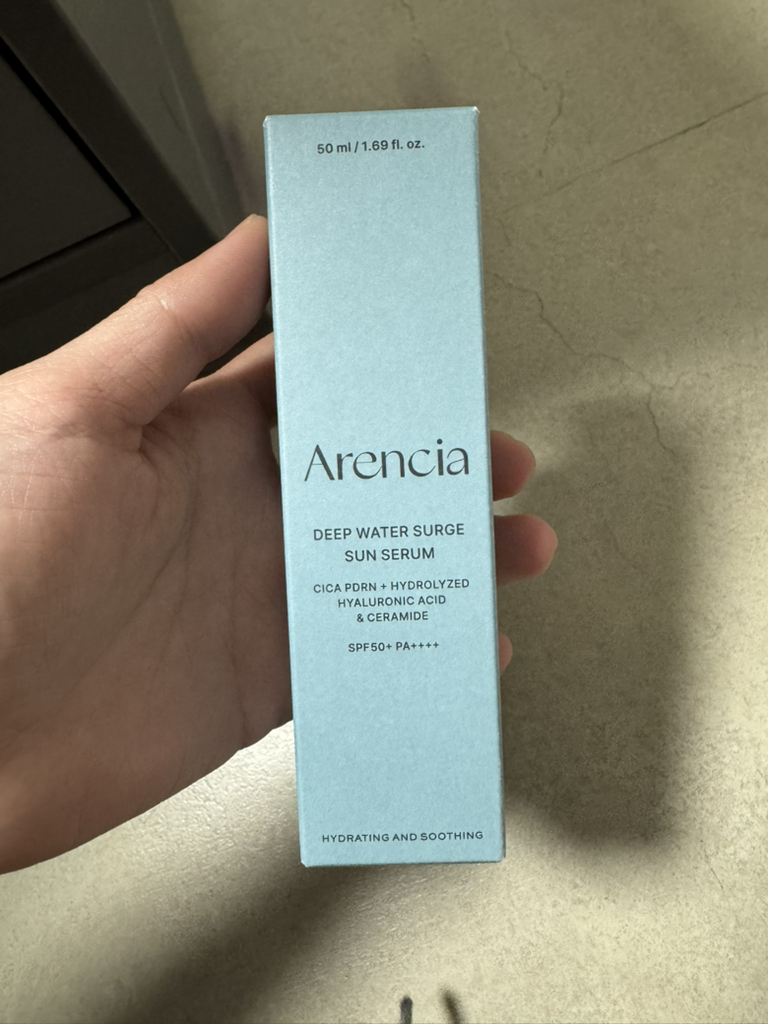 50 ml / 1.69 fl. oz.
Arencia
DEEP WATER SURGE
SUN SERUM
CICA PDRN + HYDROLYZED
HYALURONIC ACID
& CERAMIDE
SPF50+ PA++++
HYDRATING AND SOOTHING